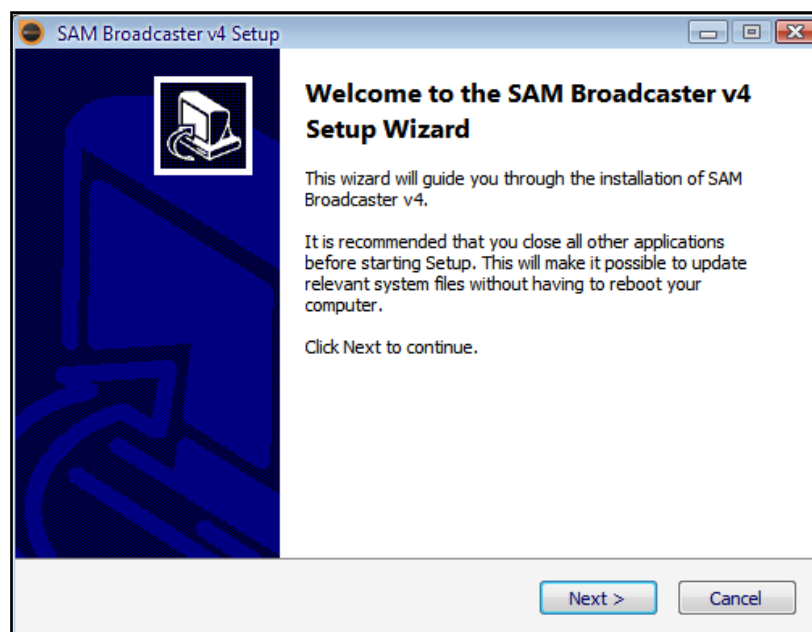 SAM Broadcaster v4 Setup
Welcome to the SAM Broadcaster v4
Setup Wizard
This wizard will guide you through the installation of SAM
Broadcaster v4.
It is recommended that you close all other applications
before starting Setup. This will make it possible to update
relevant system files without having to reboot your
computer.
Click Next to continue.
Next >
Cancel